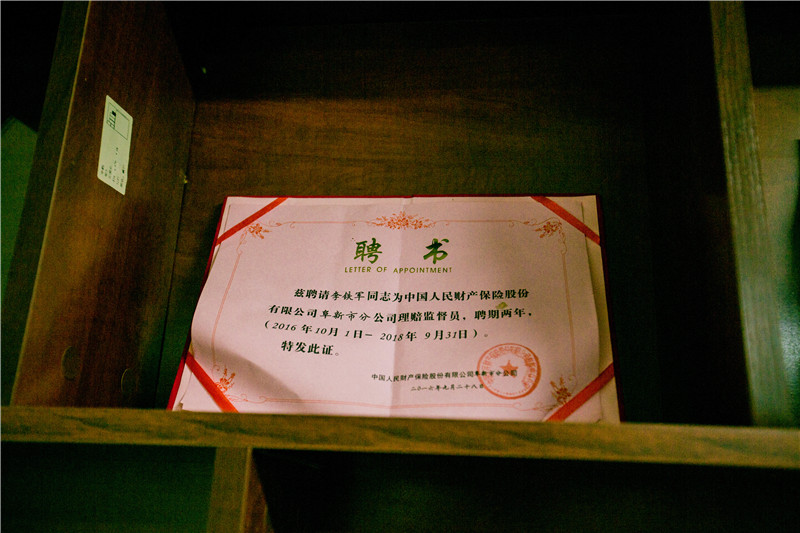 聘 书
LETTER OF APPOINTMENT
兹聘请李铁军同志为中国人民财产保险股份
有限公司阜新市分公司理赔监督员，聘期两年，
（2016年10月1日－2018年9月31日）。
特发此证。
中国人民财产保险股份有限公司阜新市分公司
二〇一六年九月二十八日